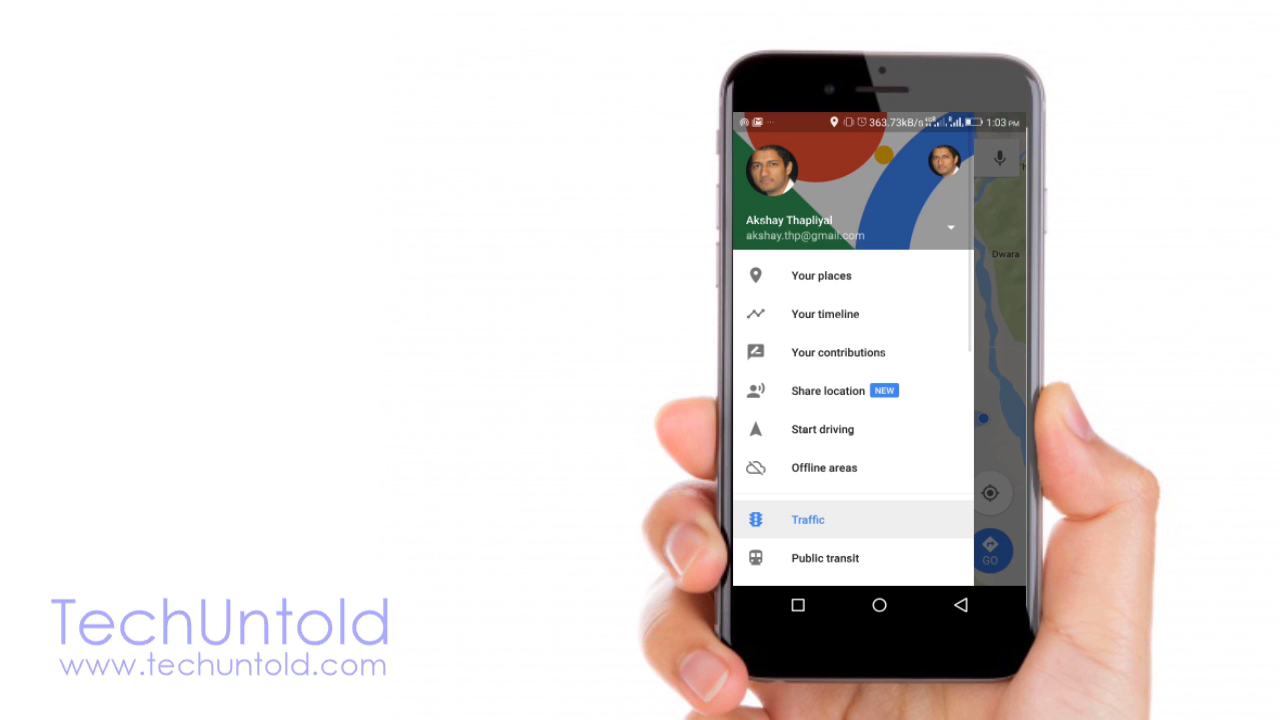 363.73kB/s 1:03 PM
Akshay Thapliyal
akshay.thp@gmail.com
Your places
Your timeline
Your contributions
Share location NEW
Start driving
Offline areas
Traffic
Public transit
Dwara
GO
TechUntold
www.techuntold.com